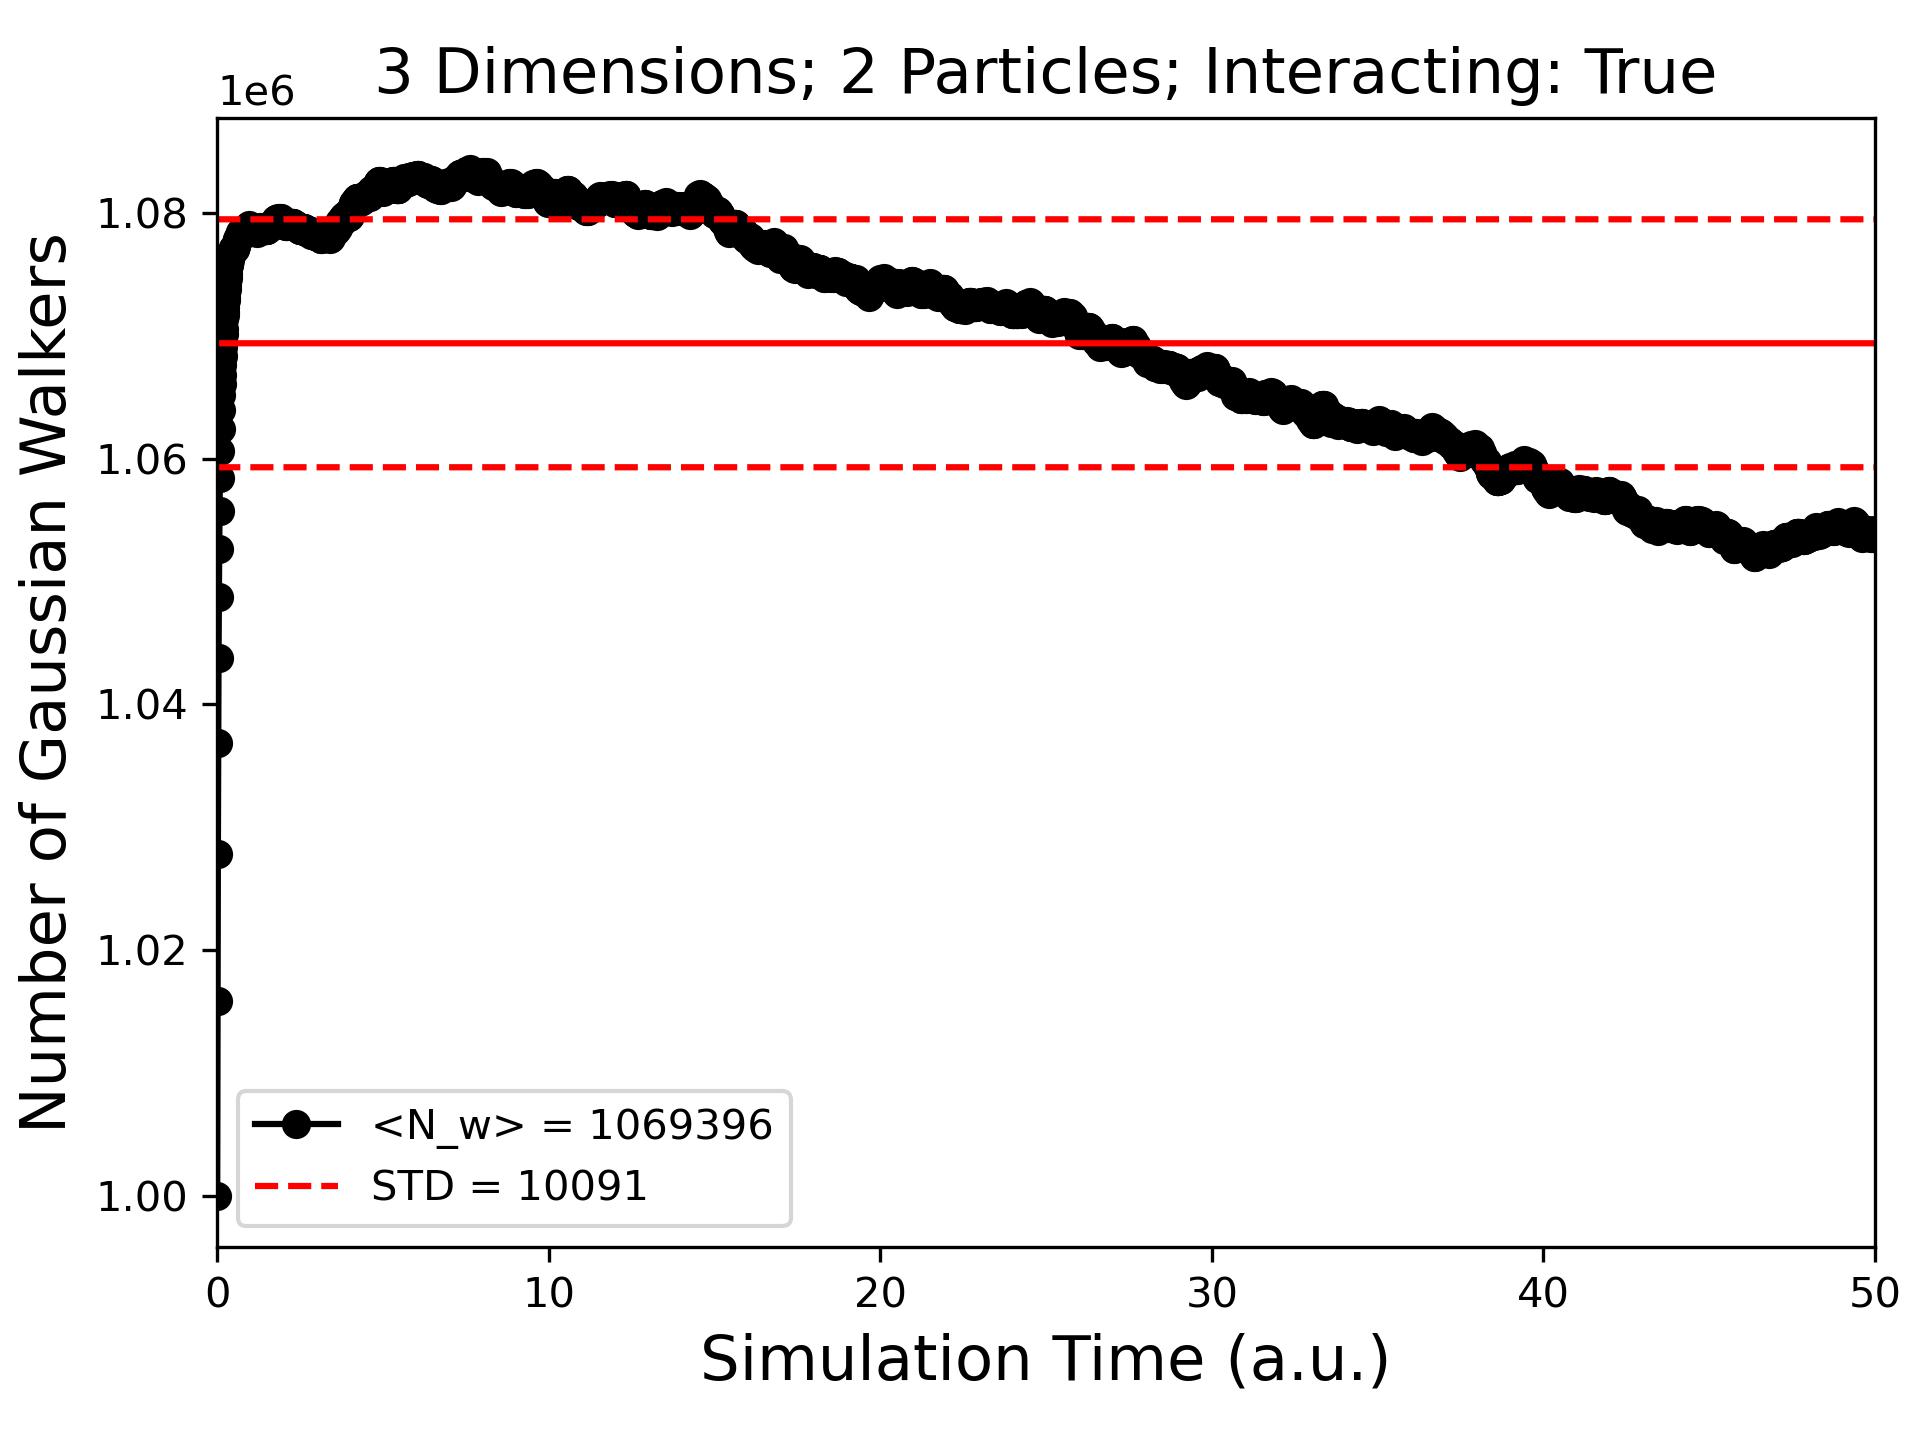 3 Dimensions; 2 Particles; Interacting: True
1e6
1.08
1.06
1.04
1.02
1.00
Number of Gaussian Walkers
<N_w> = 1069396
STD = 10091
0 10 20 30 40 50
Simulation Time (a.u.)